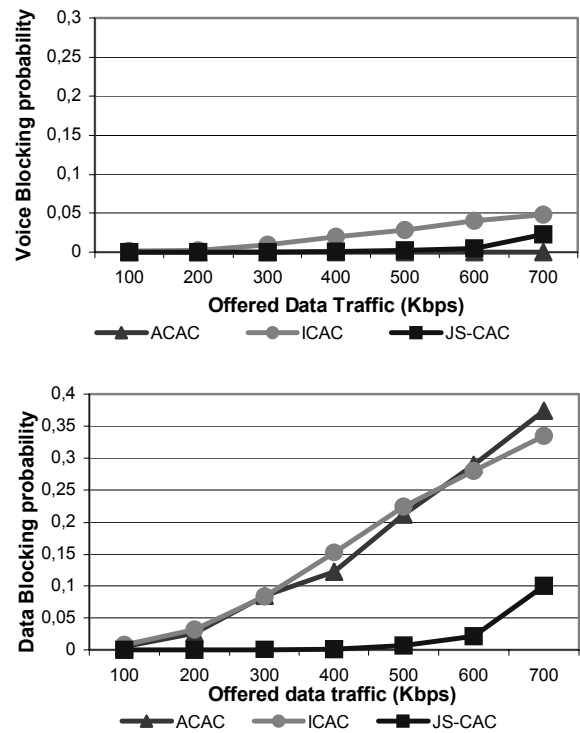 Voice Blocking probability
0,3
0,25
0,2
0,15
0,1
0,05
0
100 200 300 400 500 600 700
Offered Data Traffic (Kbps)
ACAC ICAC JS-CAC
Data Blocking probability
0,4
0,35
0,3
0,25
0,2
0,15
0,1
0,05
0
100 200 300 400 500 600 700
Offered data traffic (Kbps)
ACAC ICAC JS-CAC